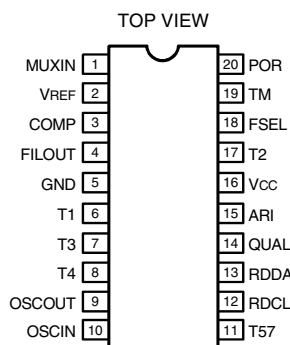 TOP VIEW
MUXIN 1 20 POR
VREF 2 19 TM
COMP 3 18 FSEL
FILOUT 4 17 T2
GND 5 16 VCC
T1 6 15 ARI
T3 7 14 QUAL
T4 8 13 RDDA
OSCOUT 9 12 RDCL
OSCIN 10 11 T57